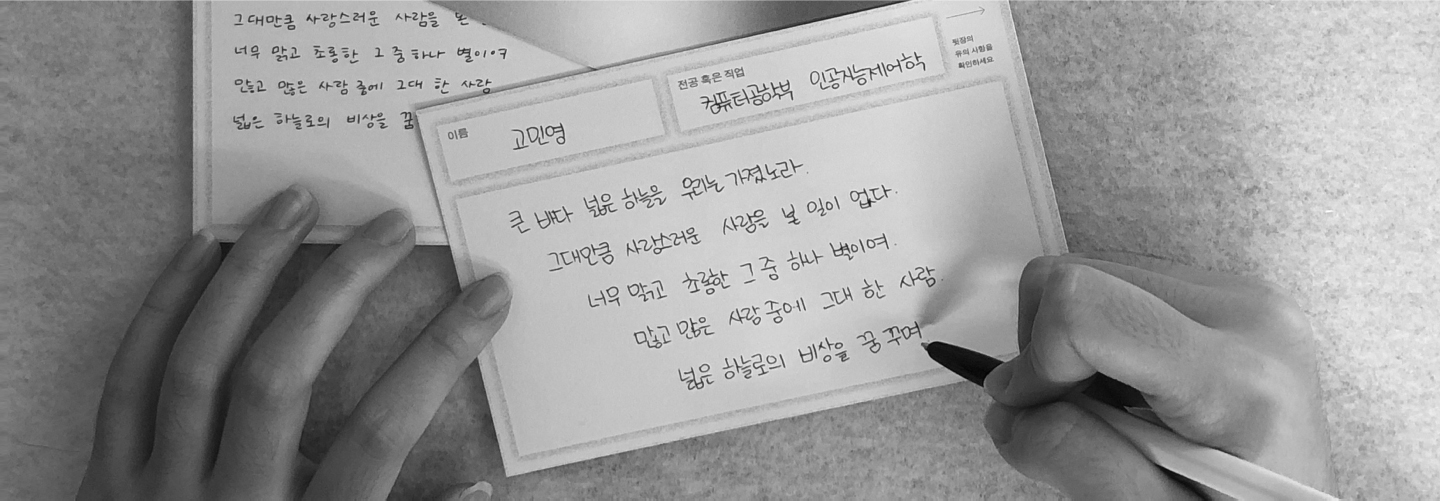 그대만큼 사랑스러운 사람을 본
너무 맑고 초롱한 그 중 하나 별이여
많고 많은 사람 중에 그대 한 사람
넓은 하늘로의 비상을 꿈
이름
고민영
전공 혹은 직업
컴퓨터공학부 인공지능제어학
뒷장의
유의 사항을
확인하세요
큰 바다 넓은 하늘을 우리는 가졌노라.
그대만큼 사랑스러운 사람을 본 일이 없다.
너무 맑고 초롱한 그 중 하나 별이여.
많고 많은 사람 중에 그대 한 사람.
넓은 하늘로의 비상을 꿈 꾸며